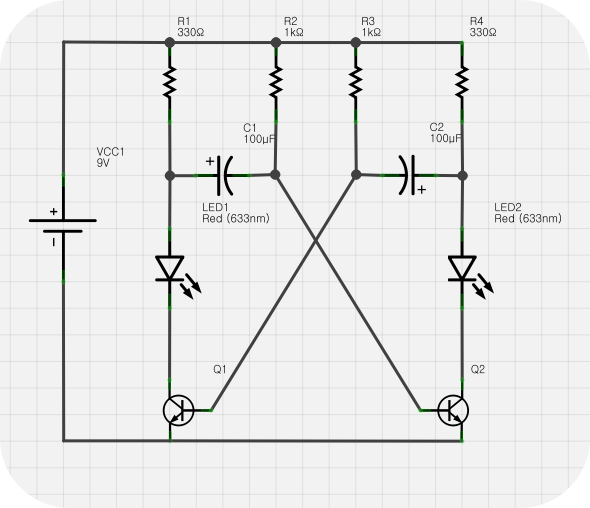 R1
330Ω
R2
1kΩ
R3
1kΩ
R4
330Ω
C1
100µF
C2
100µF
VCC1
9V
LED1
Red (633nm)
LED2
Red (633nm)
Q1
Q2